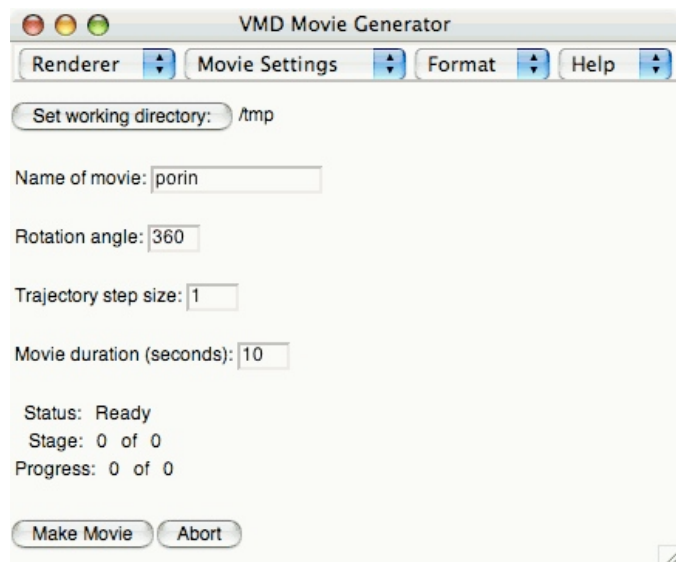 VMD Movie Generator
Renderer Movie Settings Format Help
Set working directory: /tmp
Name of movie: porin
Rotation angle: 360
Trajectory step size: 1
Movie duration (seconds): 10
Status: Ready
Stage: 0 of 0
Progress: 0 of 0
Make Movie Abort